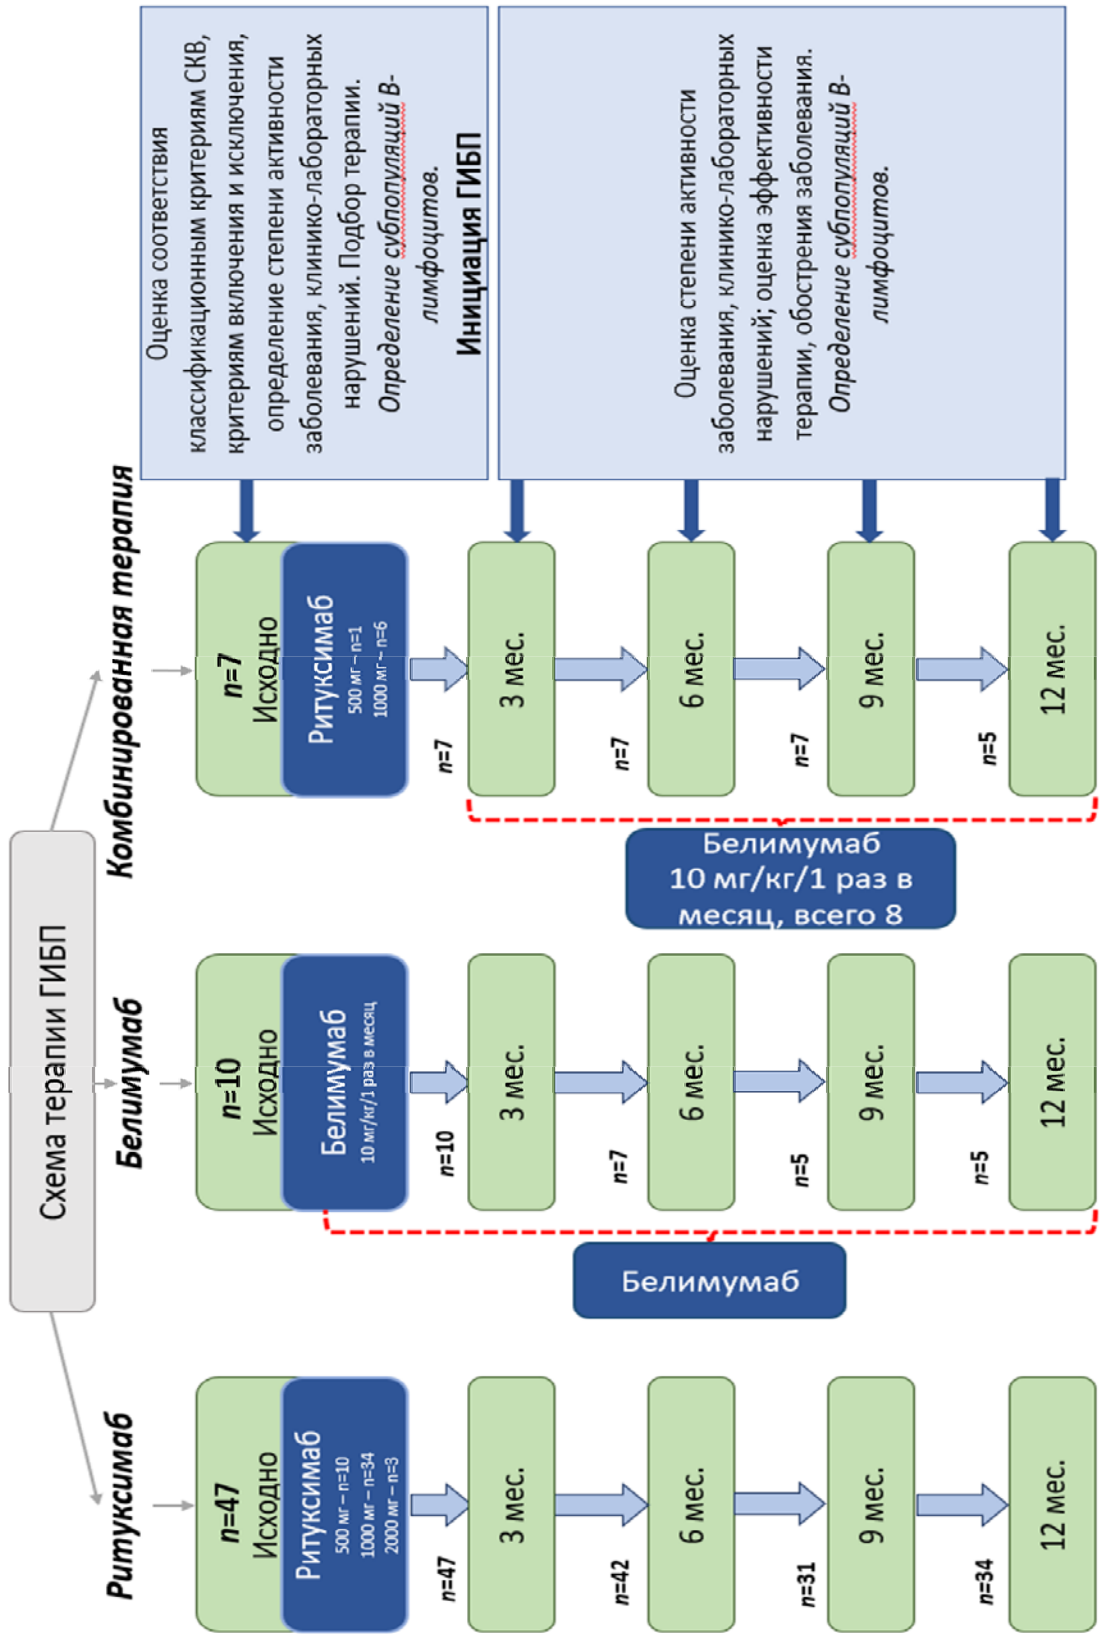 Схема терапии ГИБП
Ритуксимаб
n=47
Исходно
Ритуксимаб
500 мг – n=10
1000 мг – n=34
2000 мг – n=3
n=47
3 мес.
n=42
6 мес.
n=31
9 мес.
n=34
12 мес.
Белимумаб
n=10
Исходно
Белимумаб
10 мг/кг/1 раз в месяц
n=10
3 мес.
n=7
6 мес.
n=5
9 мес.
n=5
12 мес.
Белимумаб
Комбинированная терапия
n=7
Исходно
Ритуксимаб
500 мг – n=1
1000 мг – n=6
n=7
3 мес.
n=7
6 мес.
n=7
9 мес.
n=5
12 мес.
Белимумаб
10 мг/кг/1 раз в
месяц, всего 8
Оценка соответствия
классификационным критериям СКВ,
критериям включения и исключения,
определение степени активности
заболевания, клинико-лабораторных
нарушений. Подбор терапии.
Определение субпопуляций В-
лимфоцитов.
Инициация ГИБП
Оценка степени активности
заболевания, клинико-лабораторных
нарушений; оценка эффективности
терапии, обострения заболевания.
Определение субпопуляций В-
лимфоцитов.